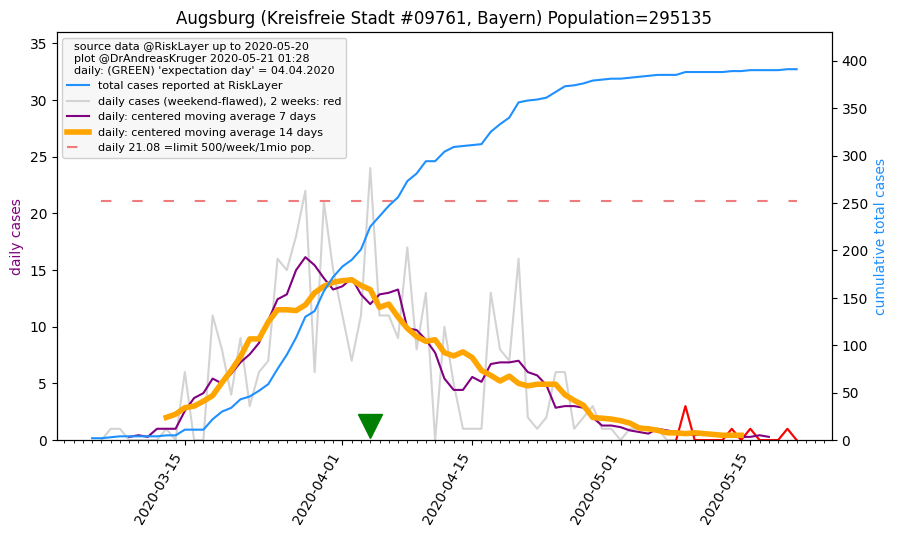 Augsburg (Kreisfreie Stadt #09761, Bayern) Population=295135
source data @RiskLayer up to 2020-05-20
plot @DrAndreasKruger 2020-05-21 01:28
daily: (GREEN) 'expectation day' = 04.04.2020
total cases reported at RiskLayer
daily cases (weekend-flawed), 2 weeks: red
daily: centered moving average 7 days
daily: centered moving average 14 days
daily 21.08 =limit 500/week/1mio pop.
daily cases
35
30
25
20
15
10
5
0
cumulative total cases
400
350
300
250
200
150
100
50
0
2020-03-15
2020-04-01
2020-04-15
2020-05-01
2020-05-15